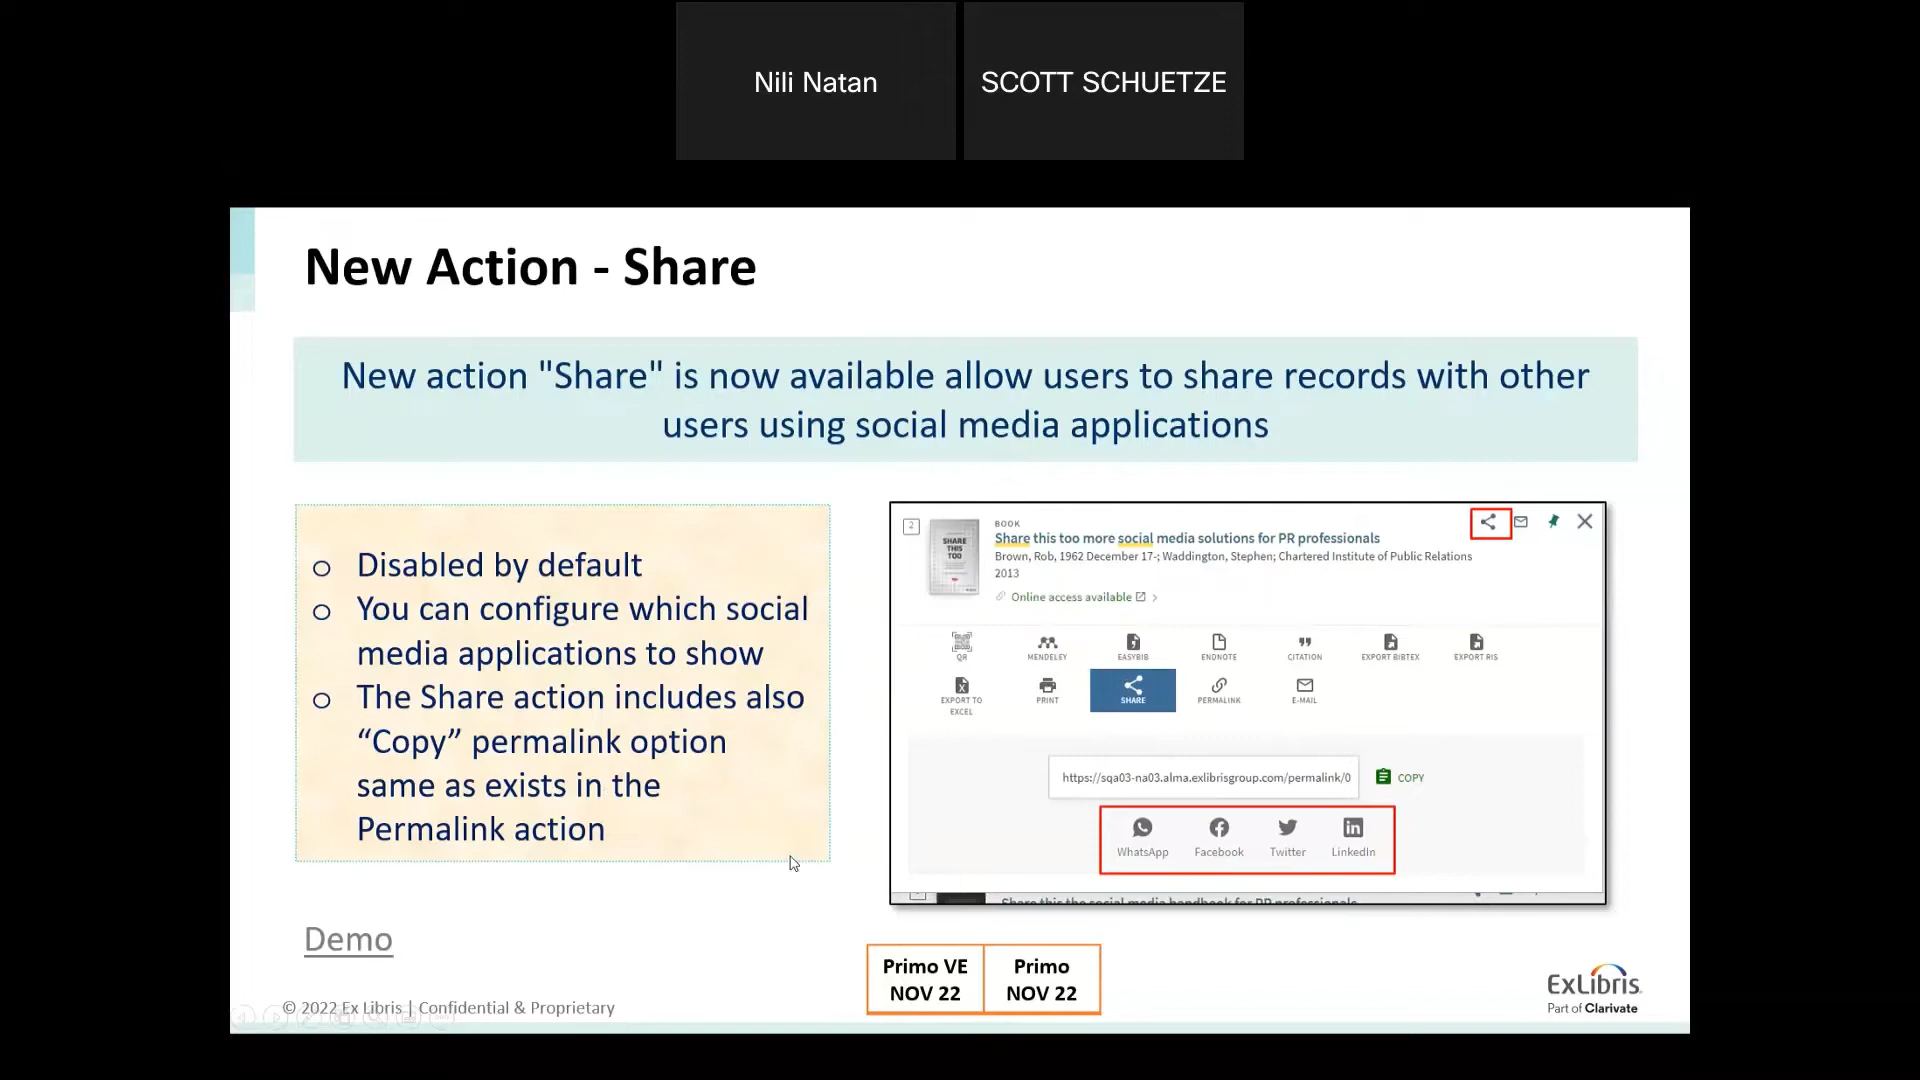 Nili Natan
SCOTT SCHUETZE
New Action - Share
New action "Share" is now available allow users to share records with other
users using social media applications
o Disabled by default
o You can configure which social
media applications to show
o The Share action includes also
“Copy” permalink option
same as exists in the
Permalink action
Demo
2
SHARE
THIS
TOO
BOOK
Share this too more social media solutions for PR professionals
Brown, Rob, 1962 December 17-; Waddington, Stephen; Chartered Institute of Public Relations
2013
Online access available
QR
MENDELEY
EASYBIB
ENDNOTE
CITATION
EXPORT BIBTEX
EXPORT RIS
EXPORT TO
EXCEL
PRINT
SHARE
PERMALINK
E-MAIL
https://sqa03-na03.alma.exlibrisgroup.com/permalink/0
COPY
WhatsApp
Facebook
Twitter
LinkedIn
Share this the social media handbook for PR professionals
Primo VE
NOV 22
Primo
NOV 22
© 2022 Ex Libris | Confidential & Proprietary
ExLibris
Part of Clarivate